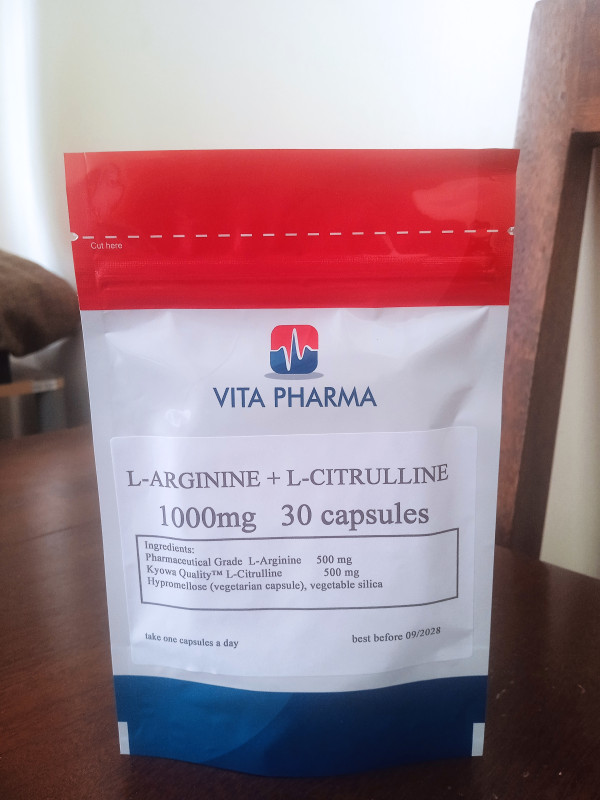 Cut here
VITA PHARMA
L-ARGININE + L-CITRULLINE
1000mg 30 capsules
Ingredients:
Pharmaceutical Grade L-Arginine 500 mg
Kyowa Quality™ L-Citrulline 500 mg
Hypromellose (vegetarian capsule), vegetable silica
take one capsules a day best before 09/2028